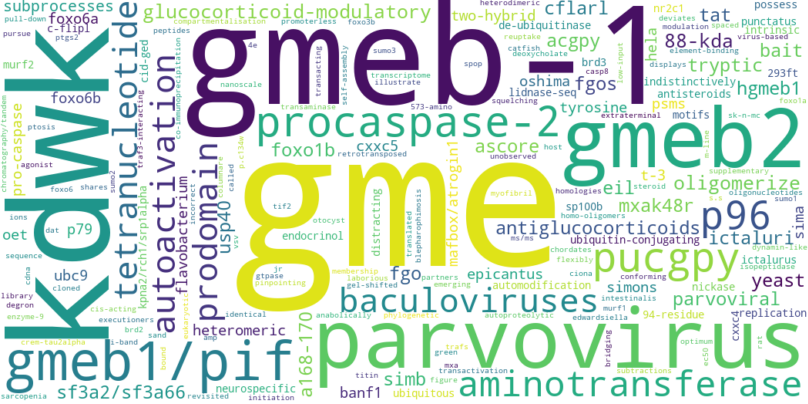 subprocesses
glucocorticoid-modulatory
gmeb-1
cflarl
possess
foxo6a
c-flipl
ptgs2
pull-down
pursue
compartmentalisation
promoterless
foxo3b
heterodimeric
nr2c1
deviates
modulation
spaced
virus-based
punctatus
intrinsic
peptides
two-hybrid
de-ubiquitinase
tat
reuptake
catfish
deoxycholate
88-kda
hela
element-binding
bait
murf2
kdwk
tetranucleotide
cid-ged
co-immunoprecipitation
nanoscale
4e
sumo3
transacting
self-assembly
transcriptome
illustrate
spop
acgpy
brd3
casp8
low-input
displays
tryptic
293ft
oshima
fgos
lidnase-seq
indistinctively
antisteroids
hgmeb1
foxo6b
transaminase
squelching
573-amino
tyrosine
psms
extraterminal
motifs
sk-n-mc
foxo1a
chromatography/tandem
pro-caspase
ptosis
agonist
traf3-interacting
autoactivation
prodomain
procaspase-2
gmeb2
foxo1b
cxxc5
retrotransposed
ascore
unobserved
host
homologies
m-line
supplementary
oligonucleotides
foxo6
shares
sumo2
called
incorrect
p.c134w
columnare
gme
mafbox/atrogin1
t-3
steroid
s.s
sumo1
oligomerize
ions
dat
p79
oet
sequence
kpna2/rch1/srp1alpha
flavobacterium
usp40
tif2
otocyst
endocrinol
distracting
translated
blepharophimosis
myofibril
eil
sp100b
homo-oligomers
mxak48r
p96
sima
antiglucocorticoids
ms/ms
ubiquitin-conjugating
ictaluri
chordates
flexibly
dynamin-like
cdna
ubc9
library
cloned
degron
enzyme-9
cis-acting
executioners
brd2
i-band
crem-taulalpha
eukaryotic
vsv
jr
gtpase
pinpointing
fgo
membership
laborious
gel-shifted
partners
emerging
epicantus
automodification
simons
conforming
ciona
intestinalis
pucgpy
ictalurus
isopeptidase
nickase
yeast
edwardsiella
murf1
parvoviral
94-residue
cxxc4
replication
sand
identical
amp
anabolically
phylogenetic
autoproteolytic
baculoviruses
heteromeric
bound
gmeb1/pif
a168-170
trafs
green
mxa
transactivation
parvovirus
optimum
ec50
rat
bridging
subtractions
sarcopenia
sf3a2/sf3a66
revisited
neurospecific
initiation
banf1
titin
simb
ubiquitous
figure
aminotransferase